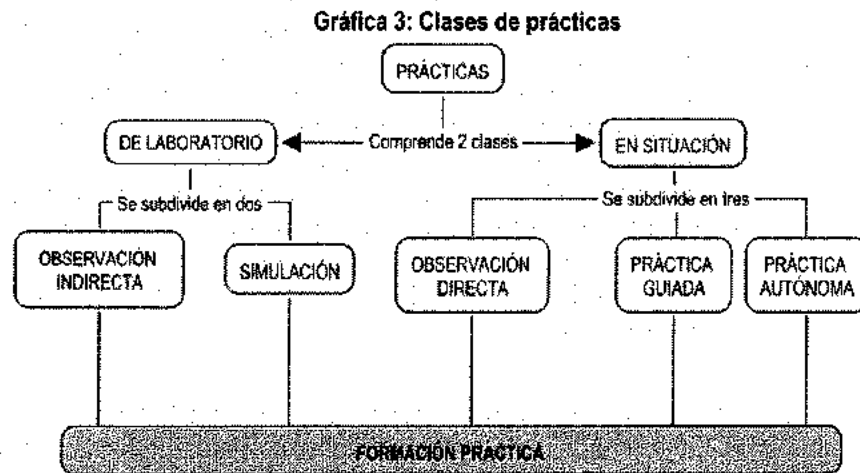 Gráfica 3: Clases de prácticas
PRÁCTICAS
DE LABORATORIO
Comprende 2 clases
EN SITUACIÓN
Se subdivide en dos
Se subdivide en tres
OBSERVACIÓN
INDIRECTA
SIMULACIÓN
OBSERVACIÓN
DIRECTA
PRÁCTICA
GUIADA
PRÁCTICA
AUTÓNOMA
FORMACIÓN PRACTICA